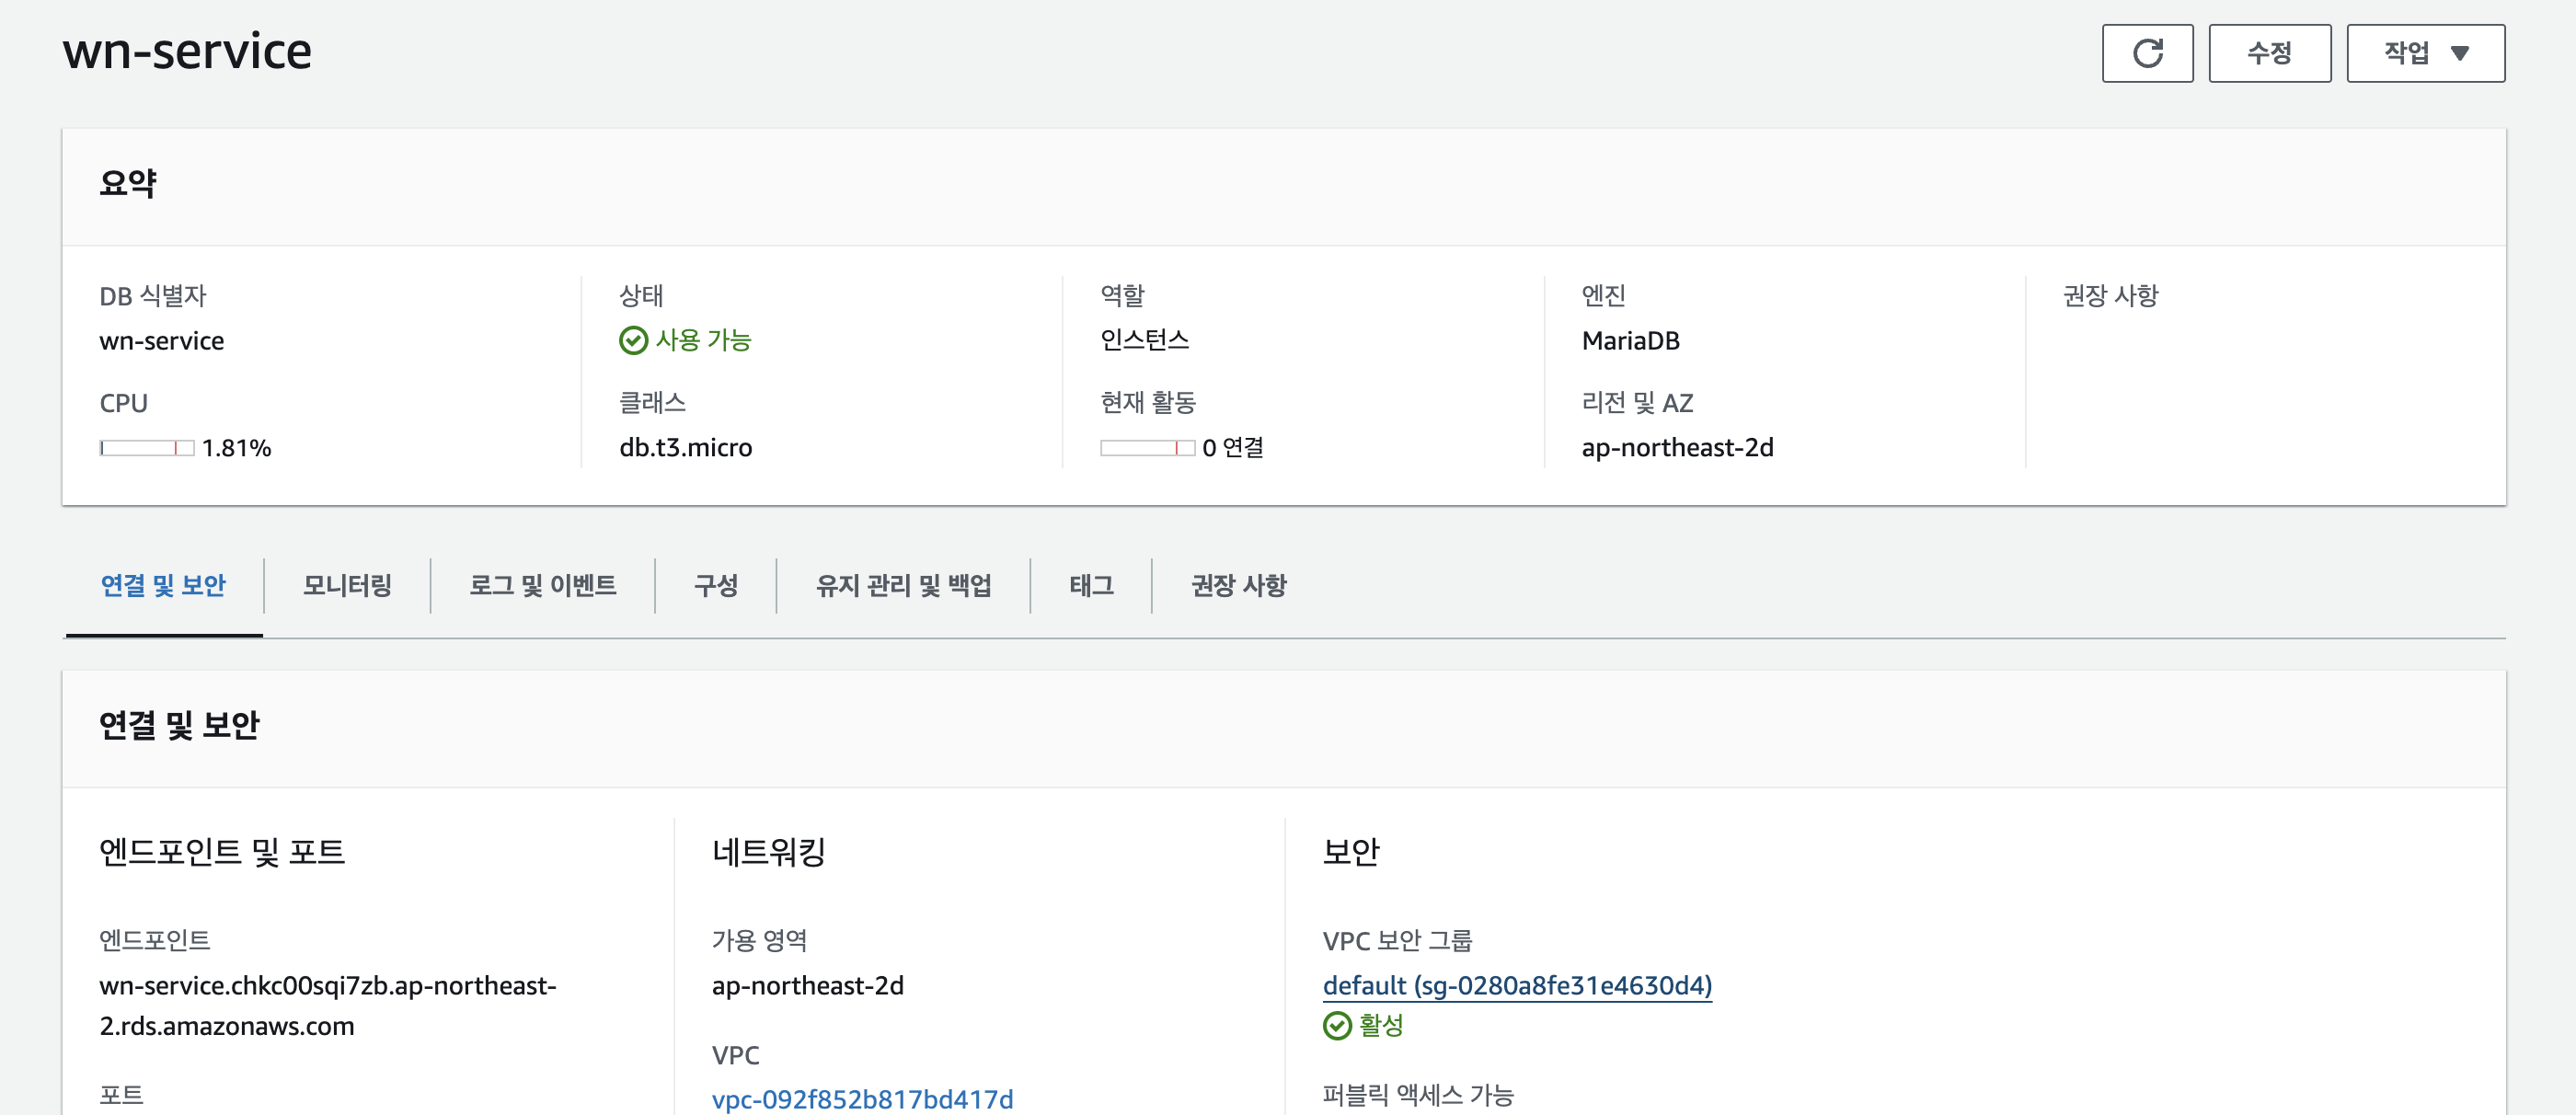 wn-service
수정
작업
요약
DB 식별자
wn-service
상태
사용 가능
역할
인스턴스
엔진
MariaDB
권장 사항
CPU
1.81%
클래스
db.t3.micro
현재 활동
0 연결
리전 및 AZ
ap-northeast-2d
연결 및 보안
모니터링
로그 및 이벤트
구성
유지 관리 및 백업
태그
권장 사항
연결 및 보안
엔드포인트 및 포트
엔드포인트
wn-service.chkc00sqi7zb.ap-northeast-
2.rds.amazonaws.com
포트
네트워킹
가용 영역
ap-northeast-2d
VPC
vpc-092f852b817bd417d
보안
VPC 보안 그룹
default (sg-0280a8fe31e4630d4)
활성
퍼블릭 액세스 가능